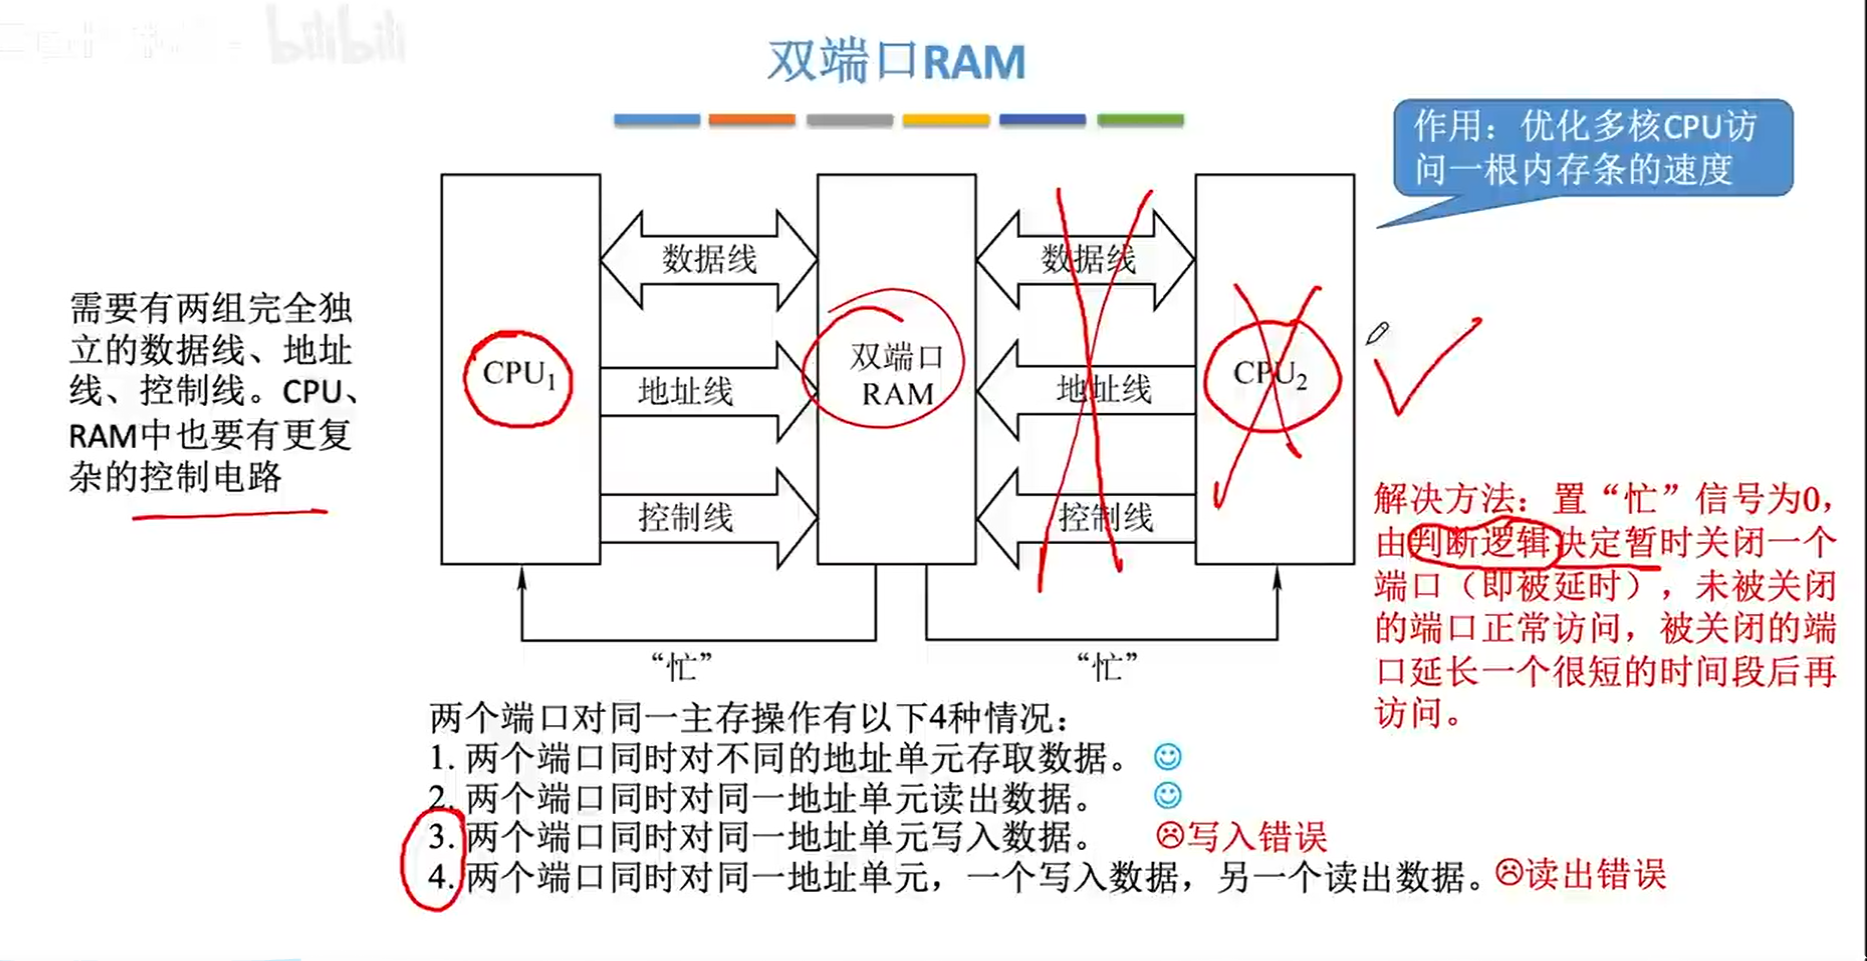 bilibili
双端口RAM
作用：优化多核CPU访
问一根内存条的速度
需要有两组完全独
立的数据线、地址
线、控制线。CPU、
RAM中也要有更复
杂的控制电路
CPU1
数据线
地址线
控制线
双端口
RAM
数据线
地址线
控制线
CPU2
“忙”
“忙”
解决方法：置“忙”信号为0，
由判断逻辑决定暂时关闭一个
端口（即被延时），未被关闭
的端口正常访问，被关闭的端
口延长一个很短的时间段后再
访问。
两个端口对同一主存操作有以下4种情况：
1. 两个端口同时对不同的地址单元存取数据。
2. 两个端口同时对同一地址单元读出数据。
3. 两个端口同时对同一地址单元写入数据。 写入错误
4. 两个端口同时对同一地址单元，一个写入数据，另一个读出数据。 读出错误